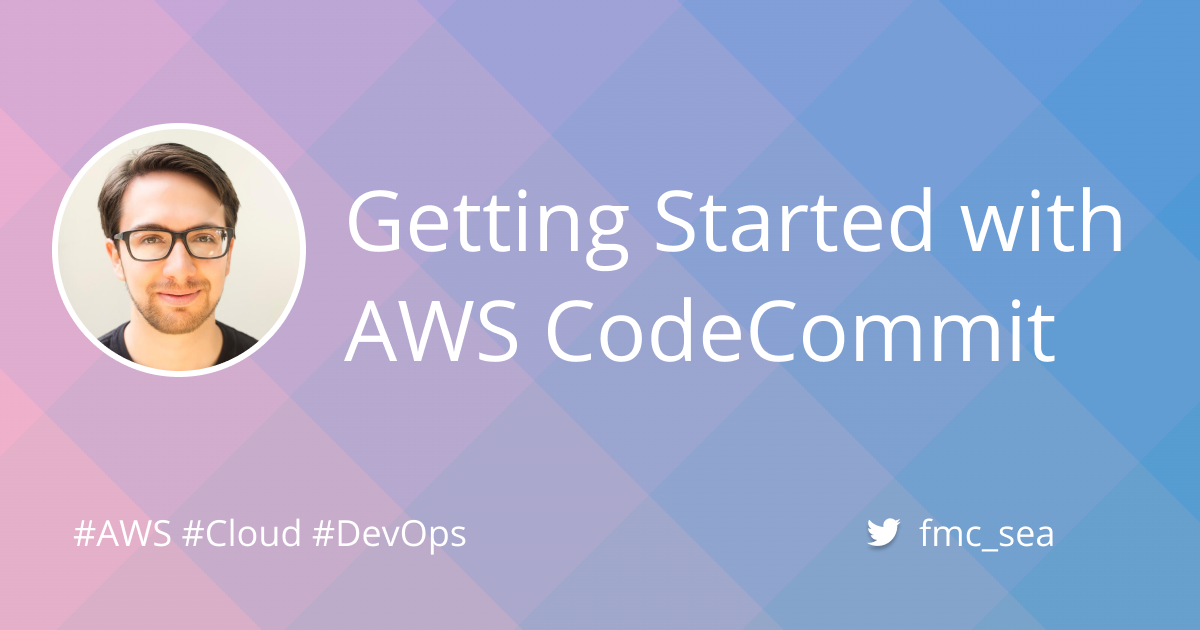 Getting Started with
AWS CodeCommit
#AWS #Cloud #DevOps
fmc_sea